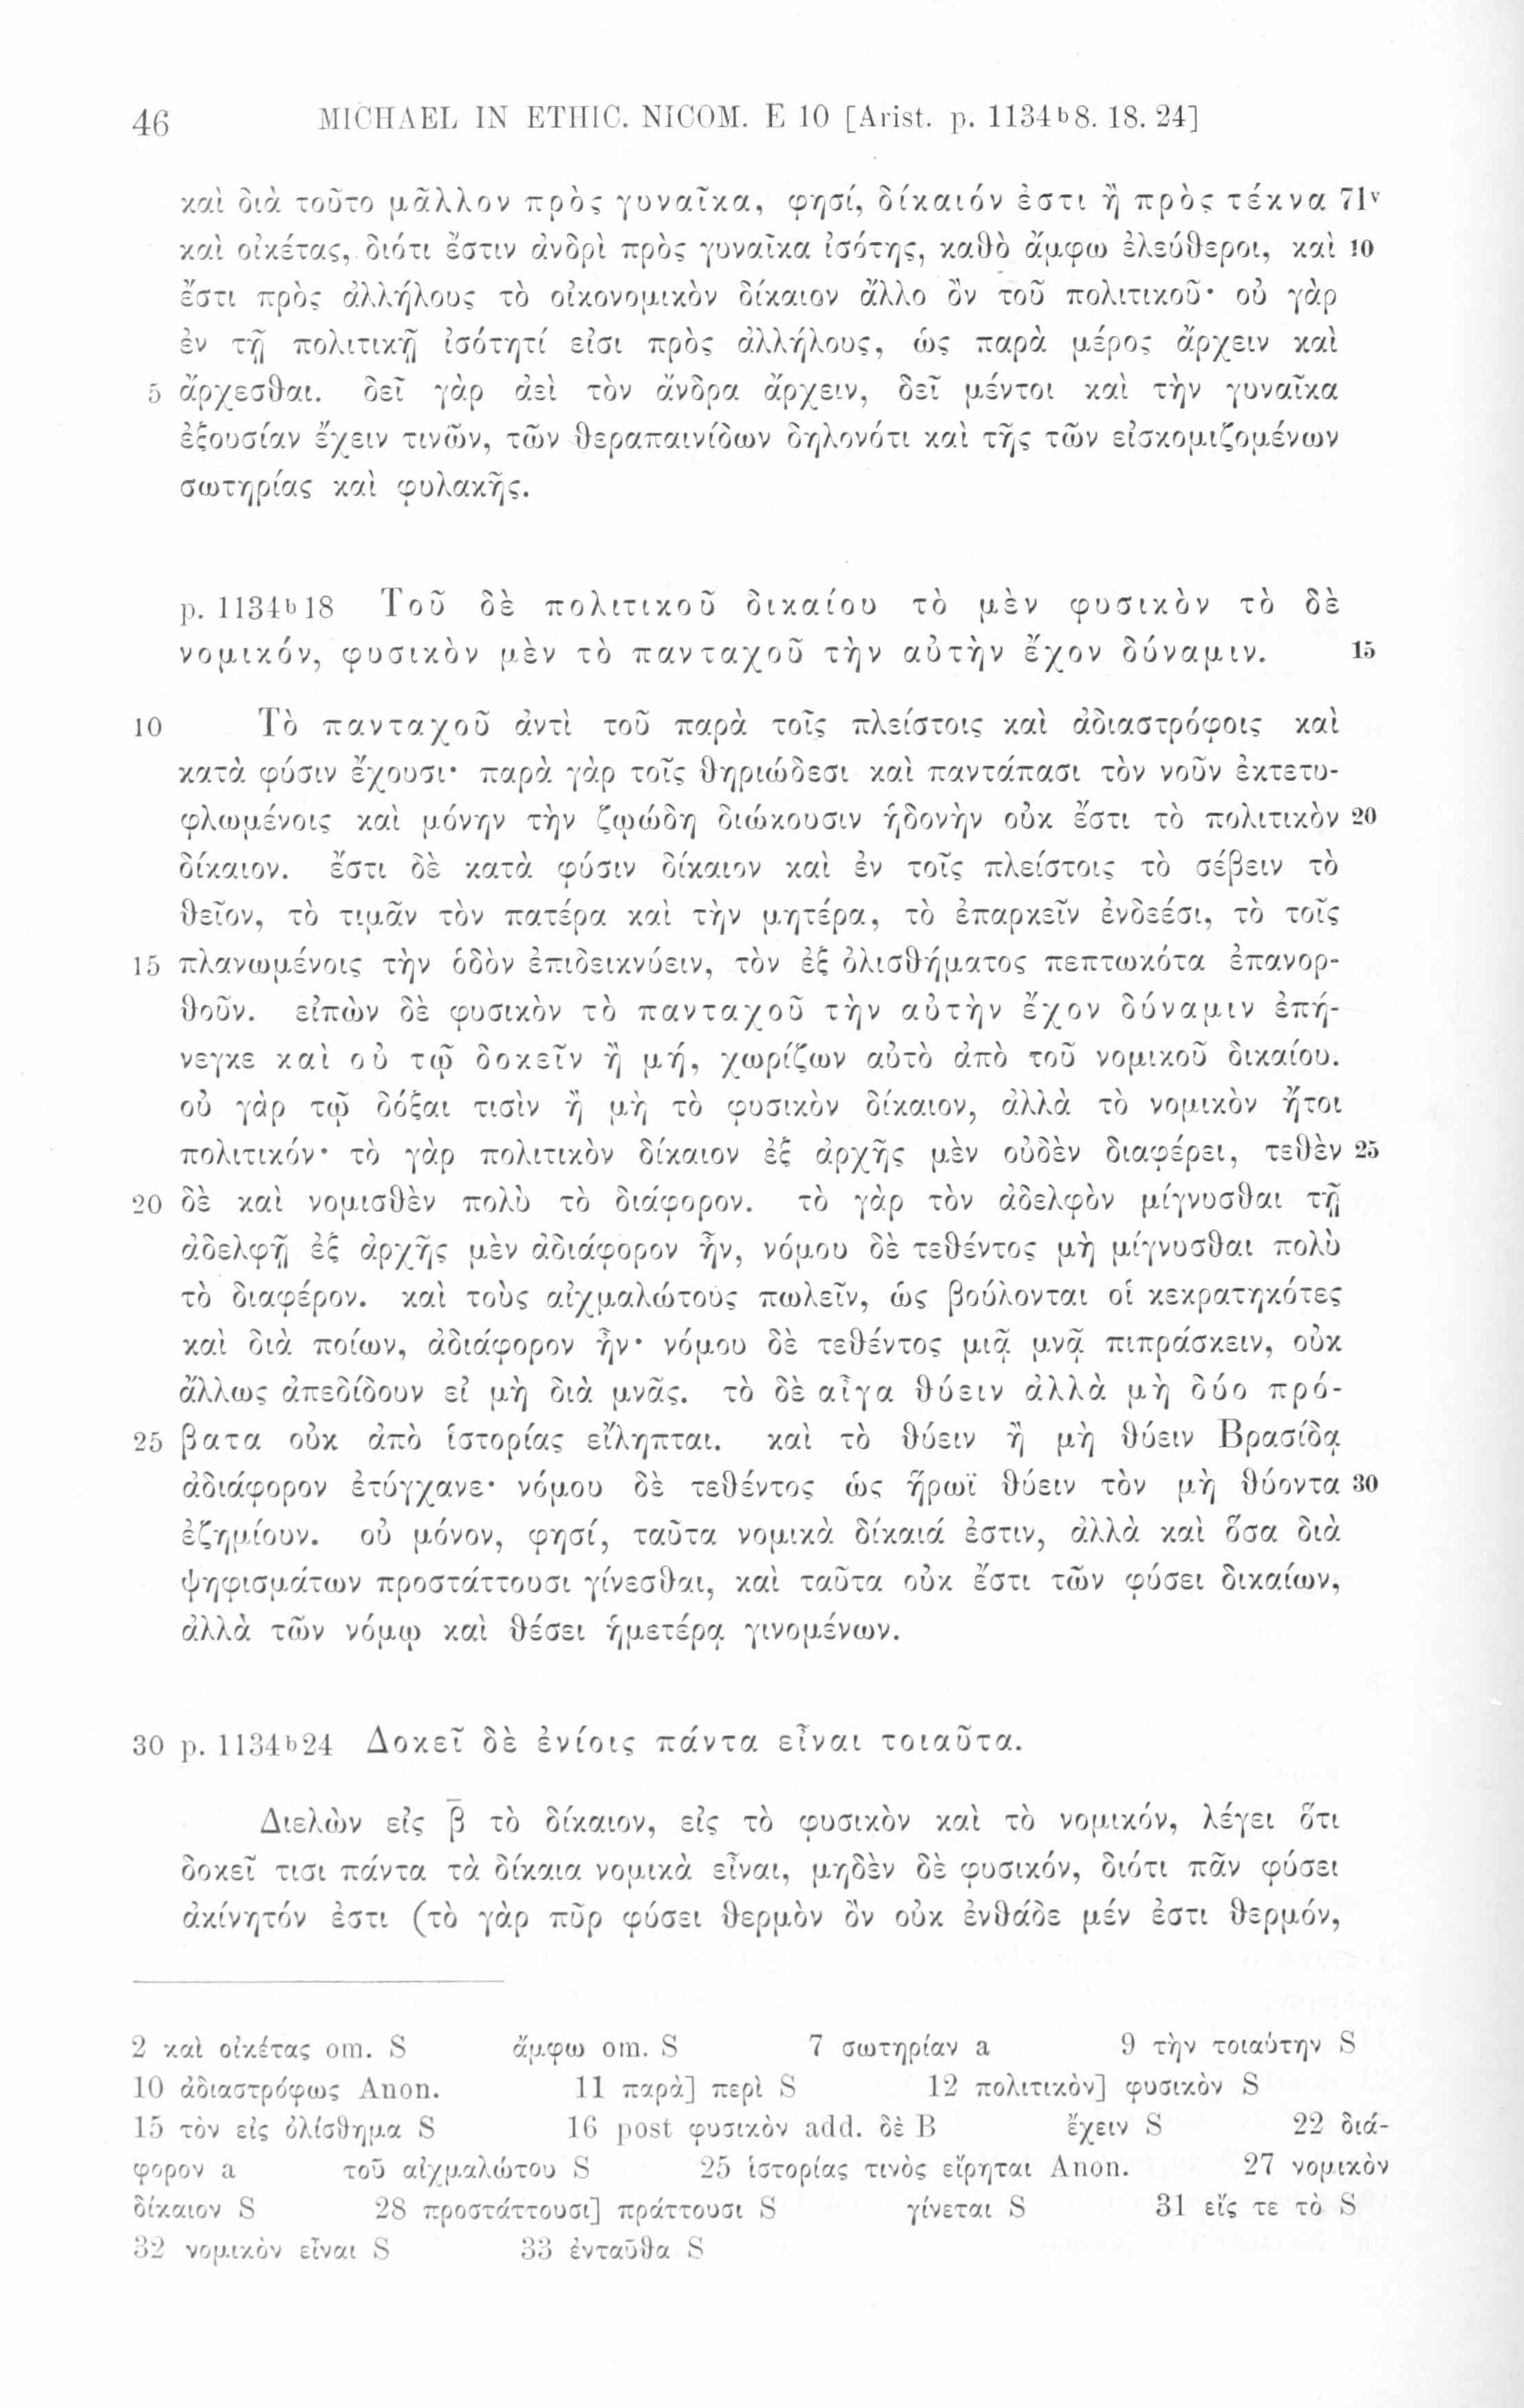 46 MICHAEL IN ETHIC. NICOM. E 10 [Arist. p. 1134ᵇ8. 18. 24]
καὶ διὰ τοῦτο μᾶλλον πρὸς γυναῖκα, φησί, δίκαιόν ἐστι ἢ πρὸς τέκνα 71ᵛ
καὶ οἰκέτας, διότι ἔστιν ἀνδρὶ πρὸς γυναῖκα ἰσότης, καθὸ ἄμφω ἐλεύθεροι, καὶ 10
ἔστι πρὸς ἀλλήλους τὸ οἰκονομικὸν δίκαιον ἄλλο ὂν τοῦ πολιτικοῦ· οὐ γὰρ
ἐν τῇ πολιτικῇ ἰσότητί εἰσι πρὸς ἀλλήλους, ὡς παρὰ μέρος ἄρχειν καὶ
5 ἄρχεσθαι. δεῖ γὰρ ἀεὶ τὸν ἄνδρα ἄρχειν, δεῖ μέντοι καὶ τὴν γυναῖκα
ἐξουσίαν ἔχειν τινῶν, τῶν θεραπαινίδων δηλονότι καὶ τῆς τῶν εἰσκομιζομένων
σωτηρίας καὶ φυλακῆς.
p. 1134ᵇ18 Τοῦ δὲ πολιτικοῦ δικαίου τὸ μὲν φυσικὸν τὸ δὲ
νομικόν, φυσικὸν μὲν τὸ πανταχοῦ τὴν αὐτὴν ἔχον δύναμιν. 15
10 Τὸ πανταχοῦ ἀντὶ τοῦ παρὰ τοῖς πλείστοις καὶ ἀδιαστρόφοις καὶ
κατὰ φύσιν ἔχουσι· παρὰ γὰρ τοῖς θηριώδεσι καὶ παντάπασι τὸν νοῦν ἐκτετυ-
φλωμένοις καὶ μόνην τὴν ζῳώδη διώκουσιν ἡδονὴν οὐκ ἔστι τὸ πολιτικὸν 20
δίκαιον. ἔστι δὲ κατὰ φύσιν δίκαιον καὶ ἐν τοῖς πλείστοις τὸ σέβειν τὸ
θεῖον, τὸ τιμᾶν τὸν πατέρα καὶ τὴν μητέρα, τὸ ἐπαρκεῖν ἐνδεέσι, τὸ τοῖς
15 πλανωμένοις τὴν ὁδὸν ἐπιδεικνύειν, τὸν ἐξ ὀλισθήματος πεπτωκότα ἐπανορ-
θοῦν. εἰπὼν δὲ φυσικὸν τὸ πανταχοῦ τὴν αὐτὴν ἔχον δύναμιν ἐπή-
νεγκε καὶ οὐ τῷ δοκεῖν ἢ μή, χωρίζων αὐτὸ ἀπὸ τοῦ νομικοῦ δικαίου.
οὐ γὰρ τῷ δόξαι τισὶν ἢ μὴ τὸ φυσικὸν δίκαιον, ἀλλὰ τὸ νομικὸν ἤτοι
πολιτικόν· τὸ γὰρ πολιτικὸν δίκαιον ἐξ ἀρχῆς μὲν οὐδὲν διαφέρει, τεθὲν 25
20 δὲ καὶ νομισθὲν πολὺ τὸ διάφορον. τὸ γὰρ τὸν ἀδελφὸν μίγνυσθαι τῇ
ἀδελφῇ ἐξ ἀρχῆς μὲν ἀδιάφορον ἦν, νόμου δὲ τεθέντος μὴ μίγνυσθαι πολὺ
τὸ διαφέρον. καὶ τοὺς αἰχμαλώτους πωλεῖν, ὡς βούλονται οἱ κεκρατηκότες
καὶ διὰ ποίων, ἀδιάφορον ἦν· νόμου δὲ τεθέντος μιᾷ μνᾷ πιπράσκειν, οὐκ
ἄλλως ἀπεδίδουν εἰ μὴ διὰ μνᾶς. τὸ δὲ αἶγα θύειν ἀλλὰ μὴ δύο πρό-
25 βατα οὐκ ἀπὸ ἱστορίας εἴληπται. καὶ τὸ θύειν ἢ μὴ θύειν Βρασίδᾳ
ἀδιάφορον ἐτύγχανε· νόμου δὲ τεθέντος ὡς ἥρωϊ θύειν τὸν μὴ θύοντα 30
ἐζημίουν. οὐ μόνον, φησί, ταῦτα νομικὰ δίκαιά ἐστιν, ἀλλὰ καὶ ὅσα διὰ
ψηφισμάτων προστάττουσι γίνεσθαι, καὶ ταῦτα οὐκ ἔστι τῶν φύσει δικαίων,
ἀλλὰ τῶν νόμῳ καὶ θέσει ἡμετέρᾳ γινομένων.
30 p. 1134ᵇ24 Δοκεῖ δὲ ἐνίοις πάντα εἶναι τοιαῦτα.
Διελὼν εἰς β̄ τὸ δίκαιον, εἰς τὸ φυσικὸν καὶ τὸ νομικόν, λέγει ὅτι
δοκεῖ τισι πάντα τὰ δίκαια νομικὰ εἶναι, μηδὲν δὲ φυσικόν, διότι πᾶν φύσει
ἀκίνητόν ἐστι (τὸ γὰρ πῦρ φύσει θερμὸν ὂν οὐκ ἐνθάδε μέν ἐστι θερμόν,
2 καὶ οἰκέτας om. S ἄμφω om. S 7 σωτηρίαν a 9 τὴν τοιαύτην S
10 ἀδιαστρόφως Anon. 11 παρὰ] περὶ S 12 πολιτικὸν] φυσικὸν S
15 τὸν εἰς ὀλίσθημα S 16 post φυσικὸν add. δὲ B ἔχειν S 22 διά-
φορον a τοῦ αἰχμαλώτου S 25 ἱστορίας τινὸς εἴρηται Anon. 27 νομικὸν
δίκαιον S 28 προστάττουσι] πράττουσι S γίνεται S 31 εἴς τε τὸ S
32 νομικὸν εἶναι S 33 ἐνταῦθα S